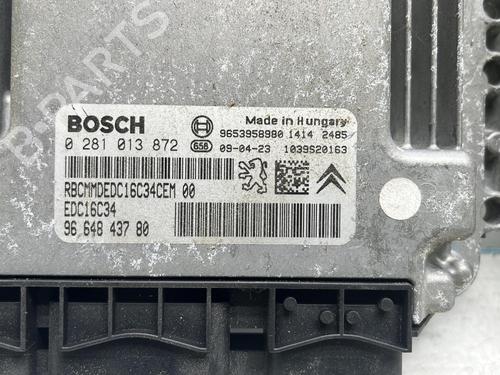 BOSCH
Made in Hungary
9653958980 1414 2485
0 281 013 872
656 09-04-23 1039S20163
RBCMMDEDC16C34CEM 00
EDC16C34
96 648 437 80
B-PARTS